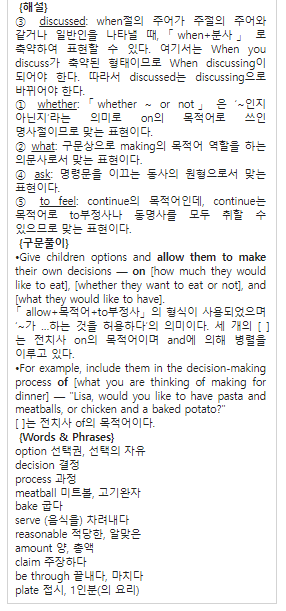 {해설}
③ discussed: when절의 주어가 주절의 주어와
같거나 일반인을 나타낼 때,「when+분사」로
축약하여 표현할 수 있다. 여기서는 When you
discuss가 축약된 형태이므로 When discussing이
되어야 한다. 따라서 discussed는 discussing으로
바뀌어야 한다.
① whether:「whether ~ or not」은 '~인지
아닌지'라는 의미로 on의 목적어로 쓰인
명사절이므로 맞는 표현이다.
② what: 구문상으로 making의 목적어 역할을 하는
의문사로서 맞는 표현이다.
④ ask: 명령문을 이끄는 동사의 원형으로서 맞는
표현이다.
⑤ to feel: continue의 목적어인데, continue는
목적어로 to부정사나 동명사를 모두 취할 수
있으므로 맞는 표현이다.
{구문풀이}
•Give children options and allow them to make
their own decisions — on [how much they would
like to eat], [whether they want to eat or not], and
[what they would like to have].
「allow+목적어+to부정사」의 형식이 사용되었으며
'~가 …하는 것을 허용하다'의 의미이다. 세 개의 [ ]
는 전치사 on의 목적어이며 and에 의해 병렬을
이루고 있다.
•For example, include them in the decision-making
process of [what you are thinking of making for
dinner] — "Lisa, would you like to have pasta and
meatballs, or chicken and a baked potato?"
[ ]는 전치사 of의 목적어이다.
{Words & Phrases}
option 선택권, 선택의 자유
decision 결정
process 과정
meatball 미트볼, 고기완자
bake 굽다
serve (음식을) 차려내다
reasonable 적당한, 알맞은
amount 양, 총액
claim 주장하다
be through 끝내다, 마치다
plate 접시, 1인분(의 요리)